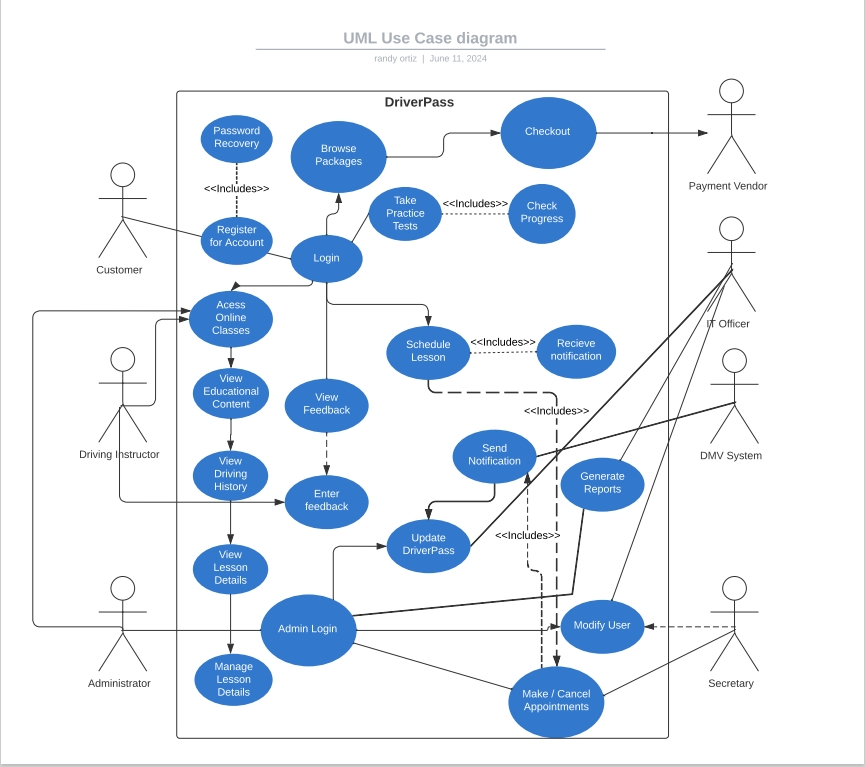 UML Use Case diagram
randy ortiz | June 11, 2024
DriverPass
Password
Recovery
<<Includes>>
Register
for Account
Browse
Packages
Checkout
Payment Vendor
Take
Practice
Tests
<<Includes>>
Check
Progress
Customer
Login
Acess
Online
Classes
IT Officer
Schedule
Lesson
<<Includes>>
Recieve
notification
View
Educational
Content
View
Feedback
<<Includes>>
Driving Instructor
DMV System
View
Driving
History
Send
Notification
Generate
Reports
Enter
feedback
<<Includes>>
Update
DriverPass
View
Lesson
Details
Admin Login
Modify User
Administrator
Secretary
Manage
Lesson
Details
Make / Cancel
Appointments